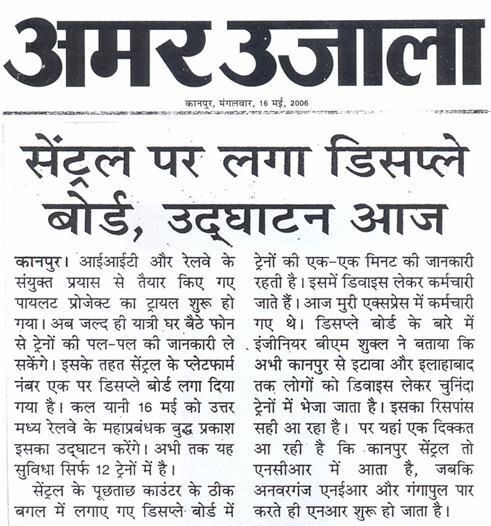 अमर उजाला
कानपुर, मंगलवार, 16 मई, 2006
सेंट्रल पर लगा डिसप्ले
बोर्ड, उद्घाटन आज
कानपुर। आईआईटी और रेलवे के
संयुक्त प्रयास से तैयार किए गए
पायलट प्रोजेक्ट का ट्रायल शुरू हो
गया। अब जल्द ही यात्री घर बैठे फोन
से ट्रेनों की पल-पल की जानकारी ले
सकेंगे। इसके तहत सेंट्रल के प्लेटफार्म
नंबर एक पर डिसप्ले बोर्ड लगा दिया
गया है। कल यानी 16 मई को उत्तर
मध्य रेलवे के महाप्रबंधक बुद्ध प्रकाश
इसका उद्घाटन करेंगे। अभी तक यह
सुविधा सिर्फ 12 ट्रेनों में है।
सेंट्रल के पूछताछ काउंटर के ठीक
बगल में लगाए गए डिसप्ले बोर्ड में
ट्रेनों की एक-एक मिनट की जानकारी
रहती है। इसमें डिवाइस लेकर कर्मचारी
जाते हैं। आज मुरी एक्सप्रेस में कर्मचारी
गए थे। डिसप्ले बोर्ड के बारे में
इंजीनियर बीएम शुक्ल ने बताया कि
अभी कानपुर से इटावा और इलाहाबाद
तक लोगों को डिवाइस लेकर चुनिंदा
ट्रेनों में भेजा जाता है। इसका रिसपांस
सही आ रहा है। पर यहां एक दिक्कत
आ रही है कि कानपुर सेंट्रल तो
एनसीआर में आता है, जबकि
अनवरगंज एनईआर और गंगापुल पार
करते ही एनआर शुरू हो जाता है।